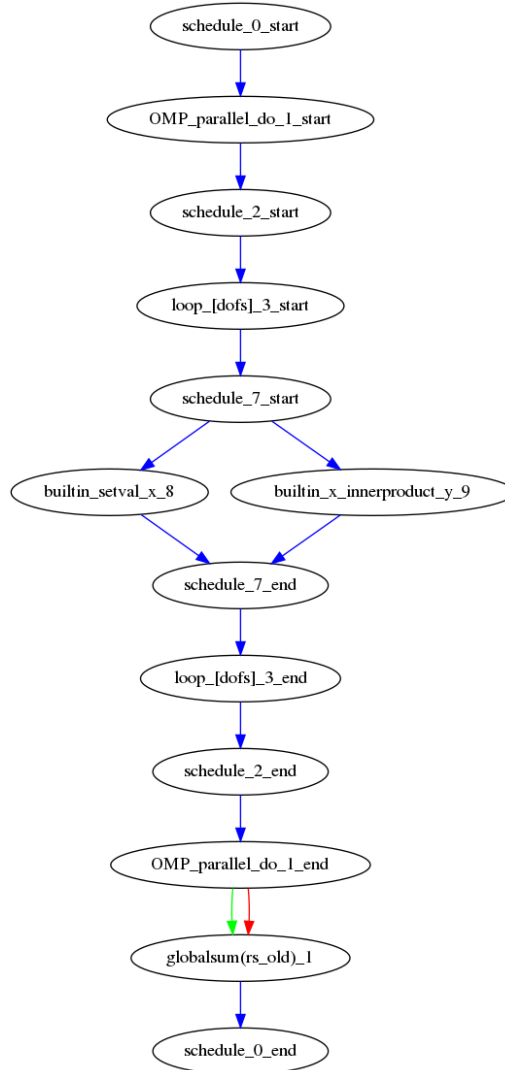 schedule_0_start
OMP_parallel_do_1_start
schedule_2_start
loop_[dofs]_3_start
schedule_7_start
builtin_setval_x_8
builtin_x_innerproduct_y_9
schedule_7_end
loop_[dofs]_3_end
schedule_2_end
OMP_parallel_do_1_end
globalsum(rs_old)_1
schedule_0_end